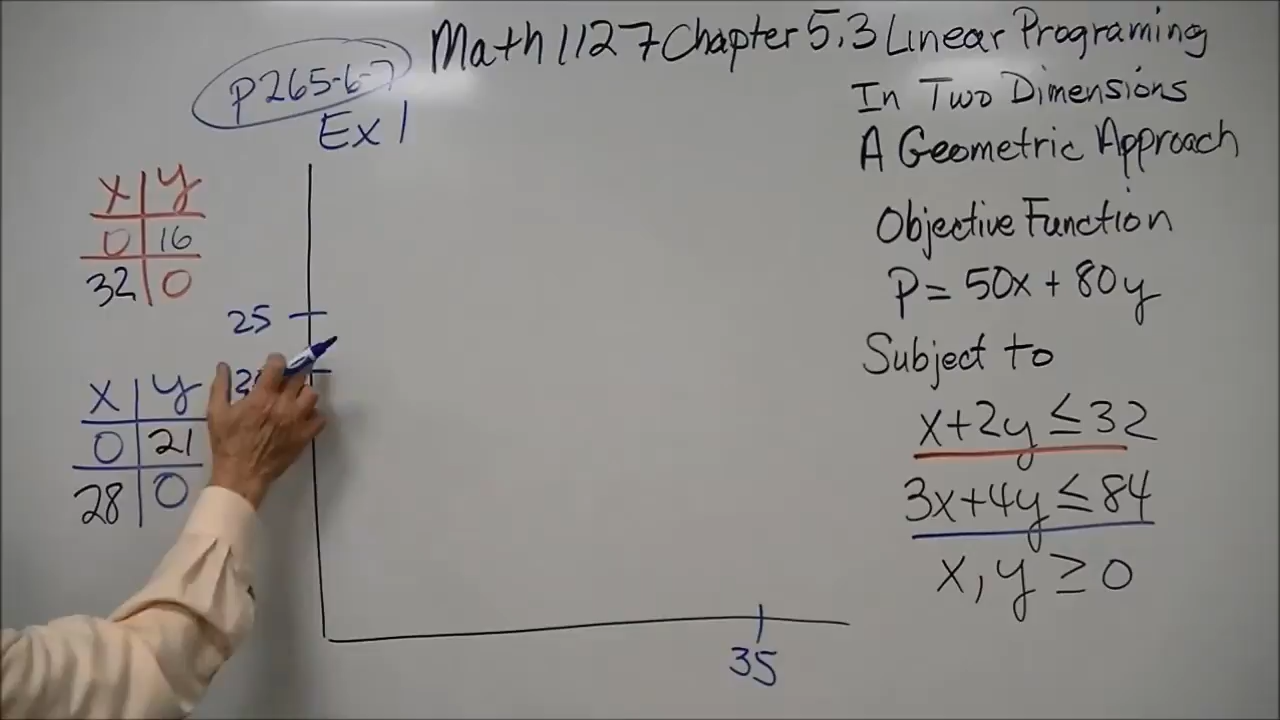 Math 1127 Chapter 5.3 Linear Programing
In Two Dimensions
A Geometric Approach
p265-6-7
Ex 1
x y
0 16
32 0
x y
0 21
28 0
25
35
Objective Function
P = 50x + 80y
Subject to
x+2y ≤ 32
3x+4y ≤ 84
x, y ≥ 0